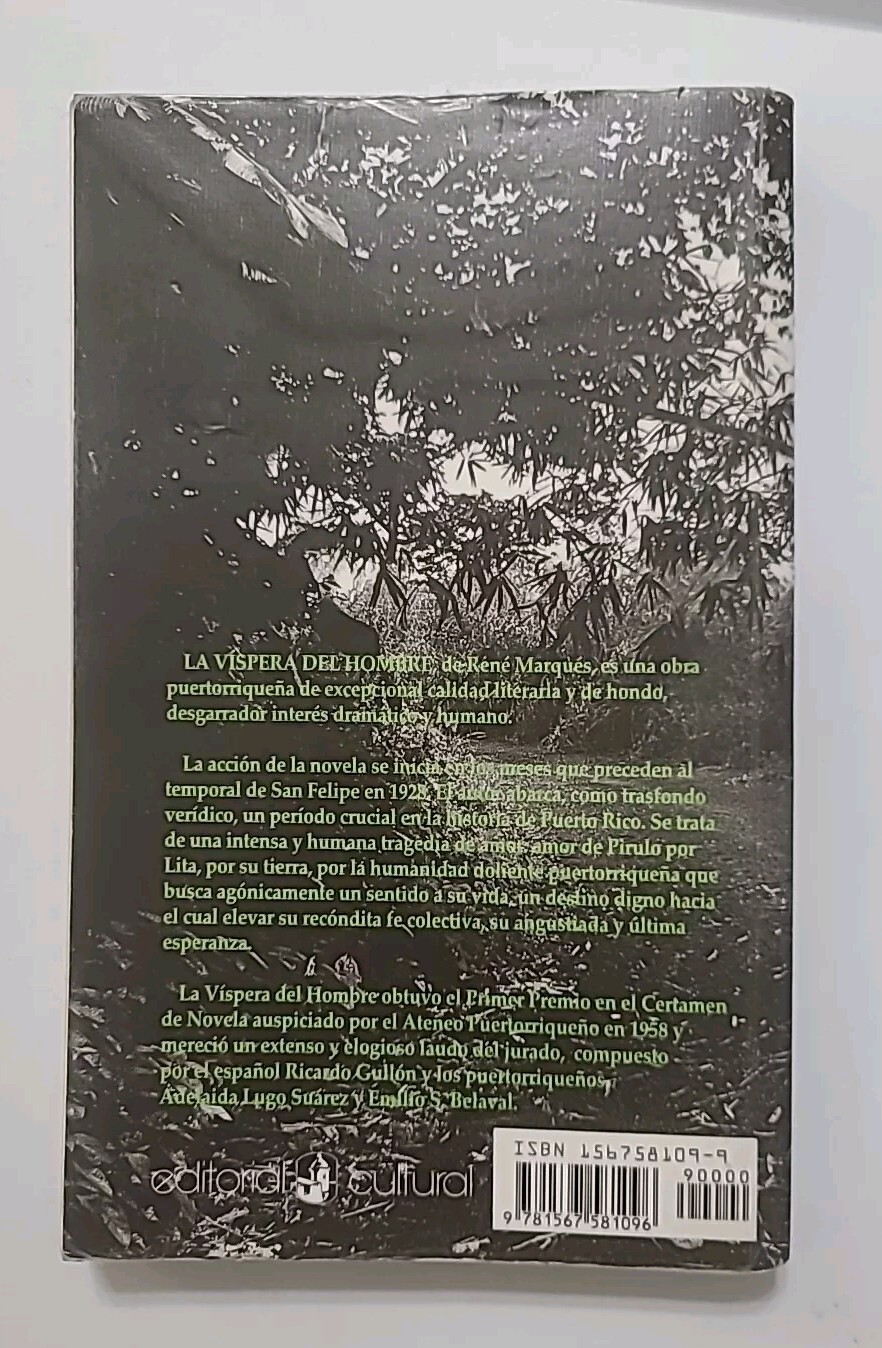 LA VÍSPERA DEL HOMBRE, de René Marqués, es una obra
puertorriqueña de excepcional calidad literaria y de hondo,
desgarrador interés dramático y humano.
La acción de la novela se inicia en los meses que preceden al
temporal de San Felipe en 1928. El autor abarca, como trasfondo
verídico, un período crucial en la historia de Puerto Rico. Se trata
de una intensa y humana tragedia de amor: amor de Pirulo por
Lita, por su tierra, por la humanidad doliente puertorriqueña que
busca agónicamente un sentido a su vida, un destino digno hacia
el cual elevar su recóndita fe colectiva, su angustiada y última
esperanza.
La Víspera del Hombre obtuvo el Primer Premio en el Certamen
de Novela auspiciado por el Ateneo Puertorriqueño en 1958 y
mereció un extenso y elogioso laudo del jurado, compuesto
por el español Ricardo Gullón y los puertorriqueños,
Adelaida Lugo Suárez y Emilio S. Belaval.
editorial cultural
ISBN 156758109-9
90000
9 781567 581096